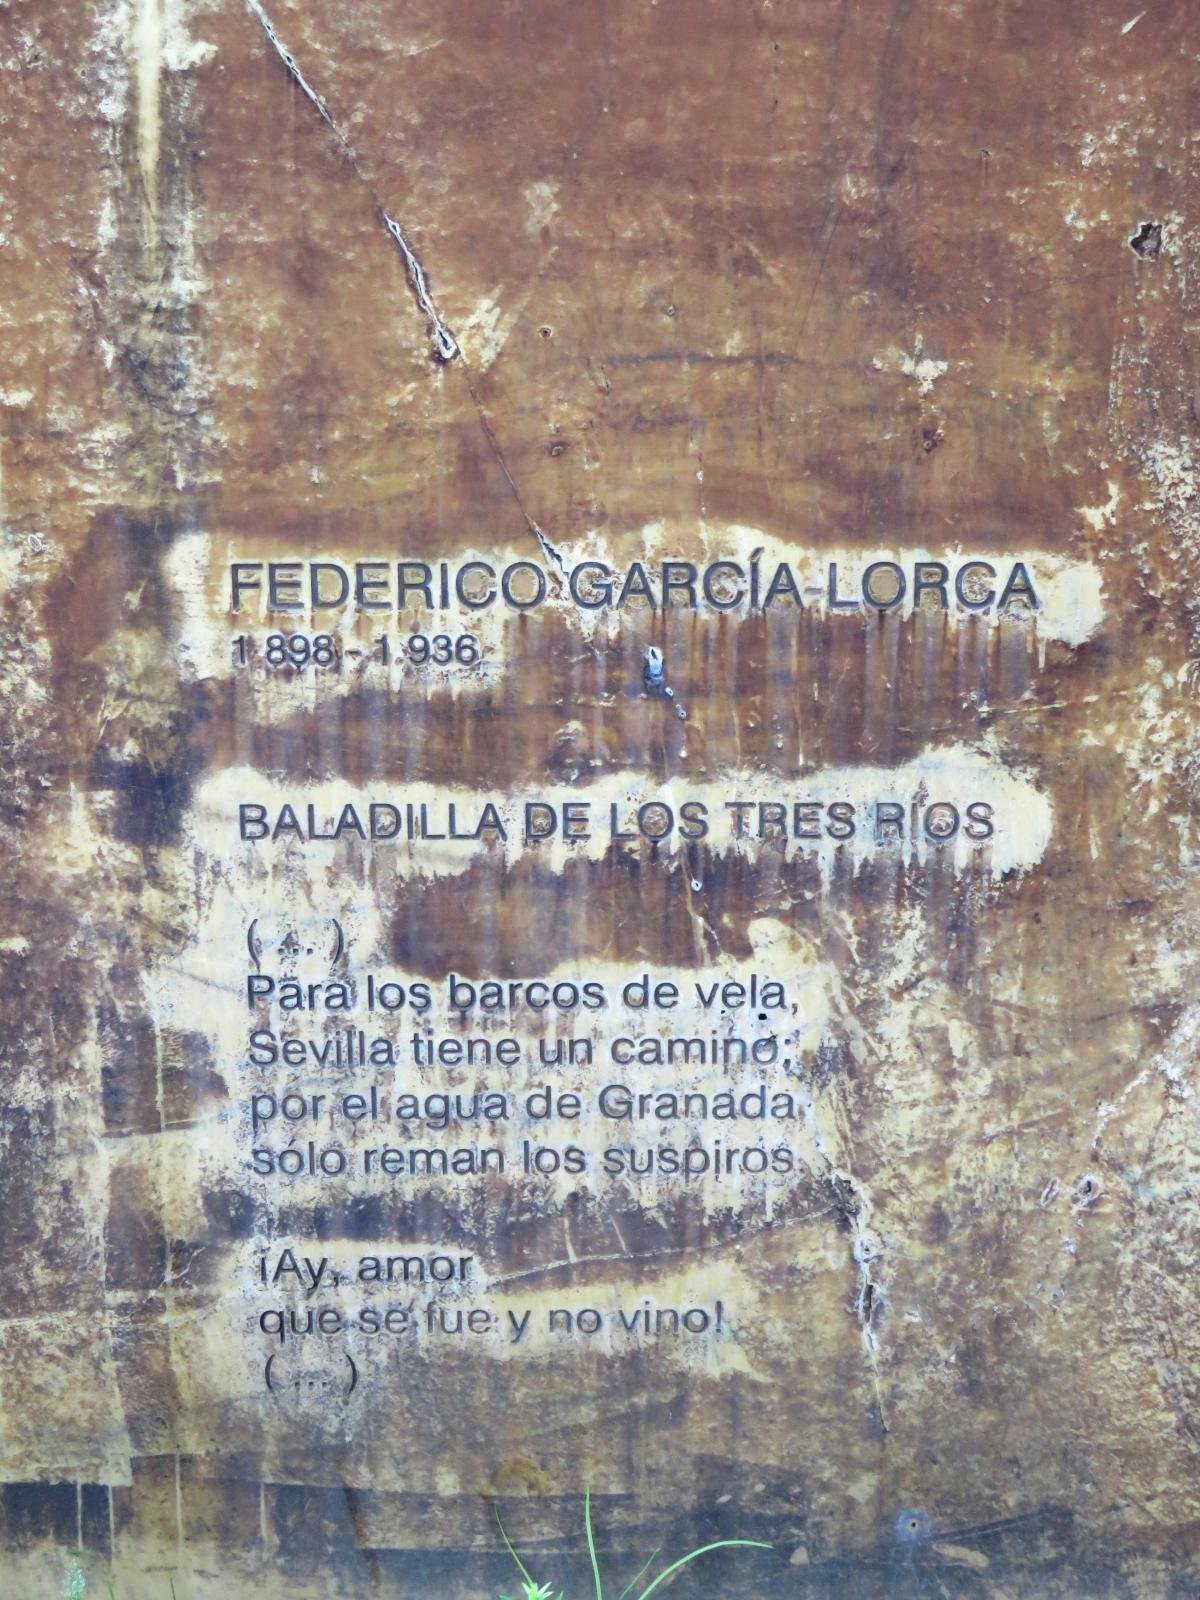 FEDERICO GARCÍA LORCA
1 898 - 1 936
BALADILLA DE LOS TRES RÍOS
( ... )
Para los barcos de vela,
Sevilla tiene un camino;
por el agua de Granada
sólo reman los suspiros.
¡Ay, amor
que se fue y no vino!
( ... )